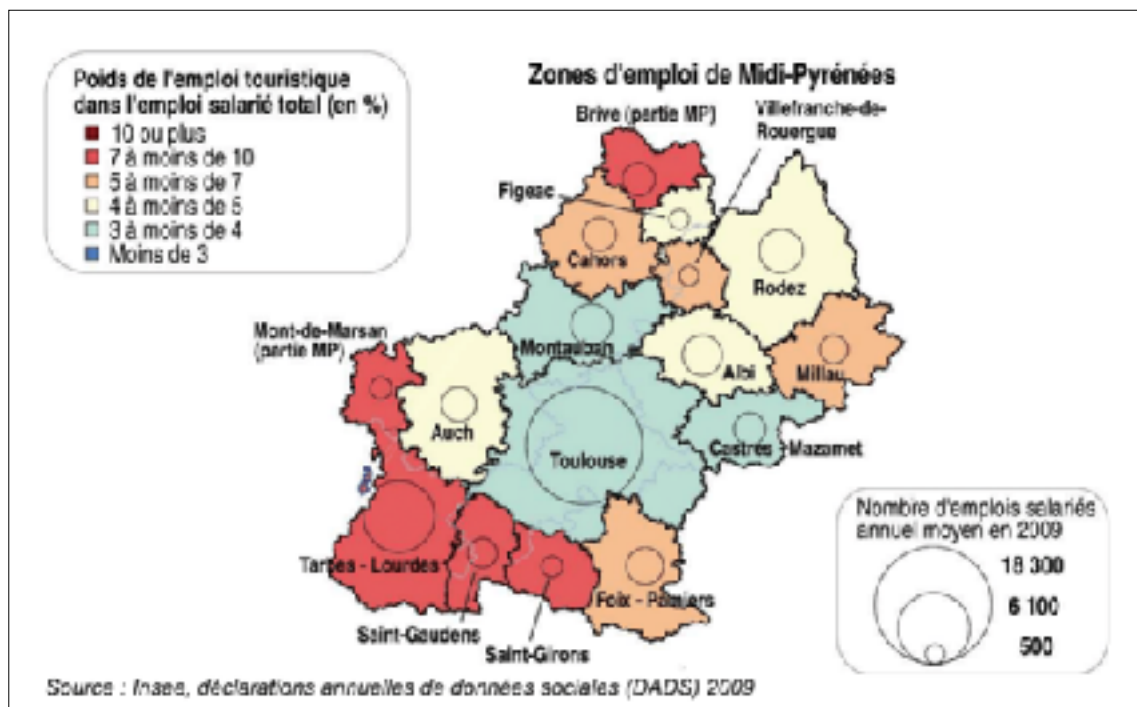 Poids de l'emploi touristique
dans l'emploi salarié total (en %)
10 ou plus
7 à moins de 10
5 à moins de 7
4 à moins de 5
3 à moins de 4
Moins de 3
Zones d'emploi de Midi-Pyrénées
Brive (partie MP)
Villefranche-de-
Rouergue
Figeac
Cahors
Rodez
Mont-de-Marsan
(partie MP)
Montauban
Albi
Millau
Auch
Toulouse
Castres - Mazamet
Tarbes - Lourdes
Foix - Pamiers
Saint-Gaudens
Saint-Girons
Nombre d'emplois salariés
annuel moyen en 2009
18 300
6 100
500
Source : Insee, déclarations annuelles de données sociales (DADS) 2009